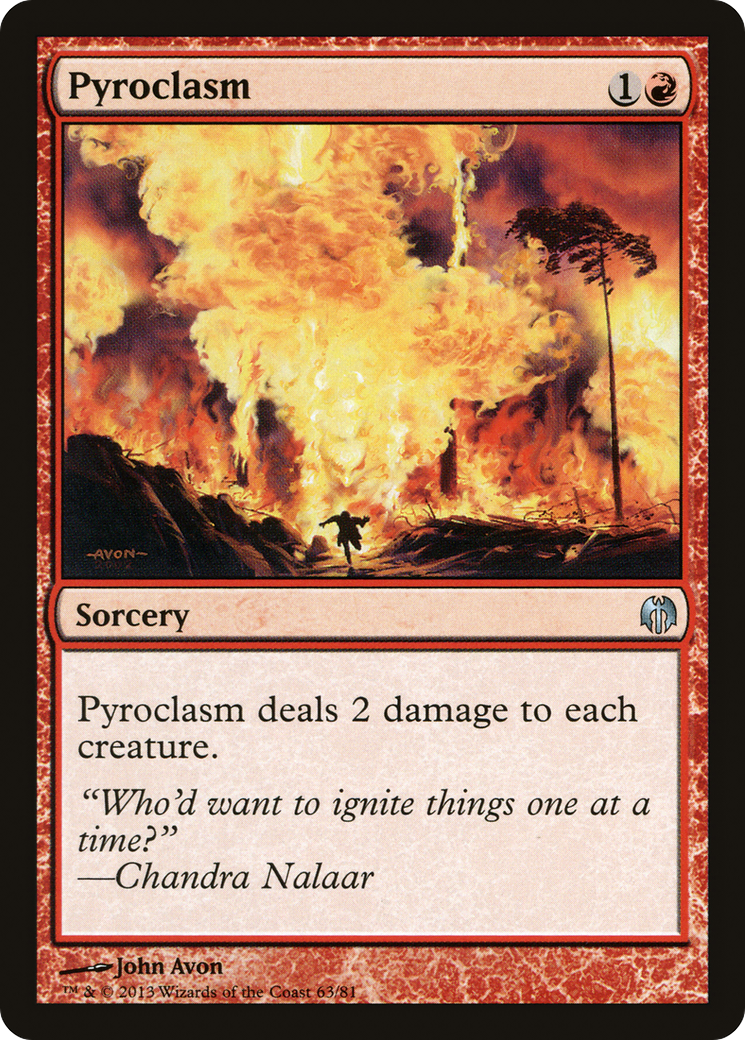 Pyroclasm 1
AVON
Sorcery
Pyroclasm deals 2 damage to each
creature.
“Who’d want to ignite things one at a
time?”
—Chandra Nalaar
John Avon
™ & © 2013 Wizards of the Coast 63/81